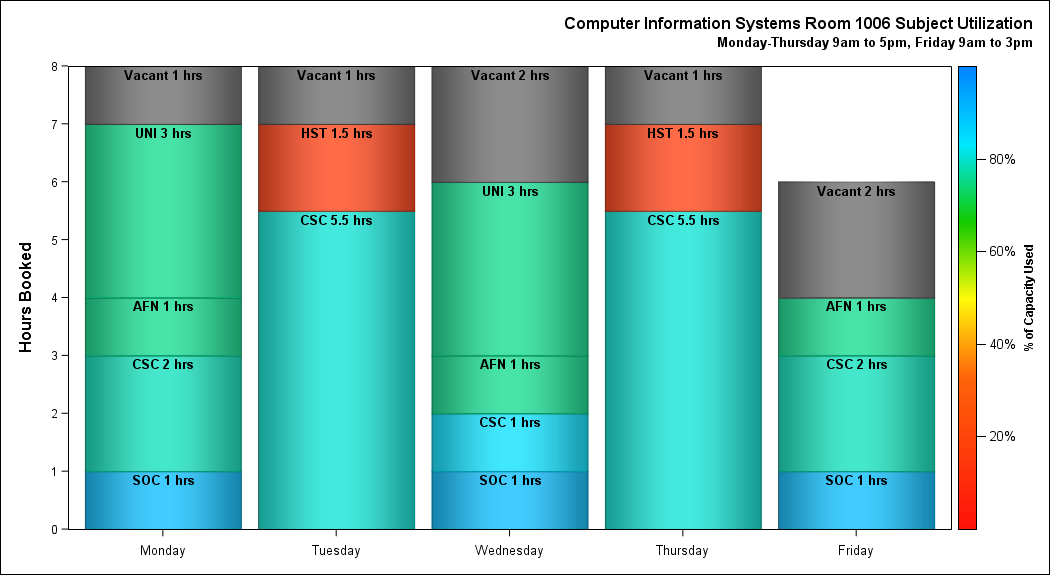 Computer Information Systems Room 1006 Subject Utilization
Monday-Thursday 9am to 5pm, Friday 9am to 3pm
Hours Booked
8
7
6
5
4
3
2
1
0
Vacant 1 hrs
UNI 3 hrs
AFN 1 hrs
CSC 2 hrs
SOC 1 hrs
Vacant 1 hrs
HST 1.5 hrs
CSC 5.5 hrs
Vacant 2 hrs
UNI 3 hrs
AFN 1 hrs
CSC 1 hrs
SOC 1 hrs
Vacant 1 hrs
HST 1.5 hrs
CSC 5.5 hrs
Vacant 2 hrs
AFN 1 hrs
CSC 2 hrs
SOC 1 hrs
Monday
Tuesday
Wednesday
Thursday
Friday
80%
60%
40%
20%
% of Capacity Used